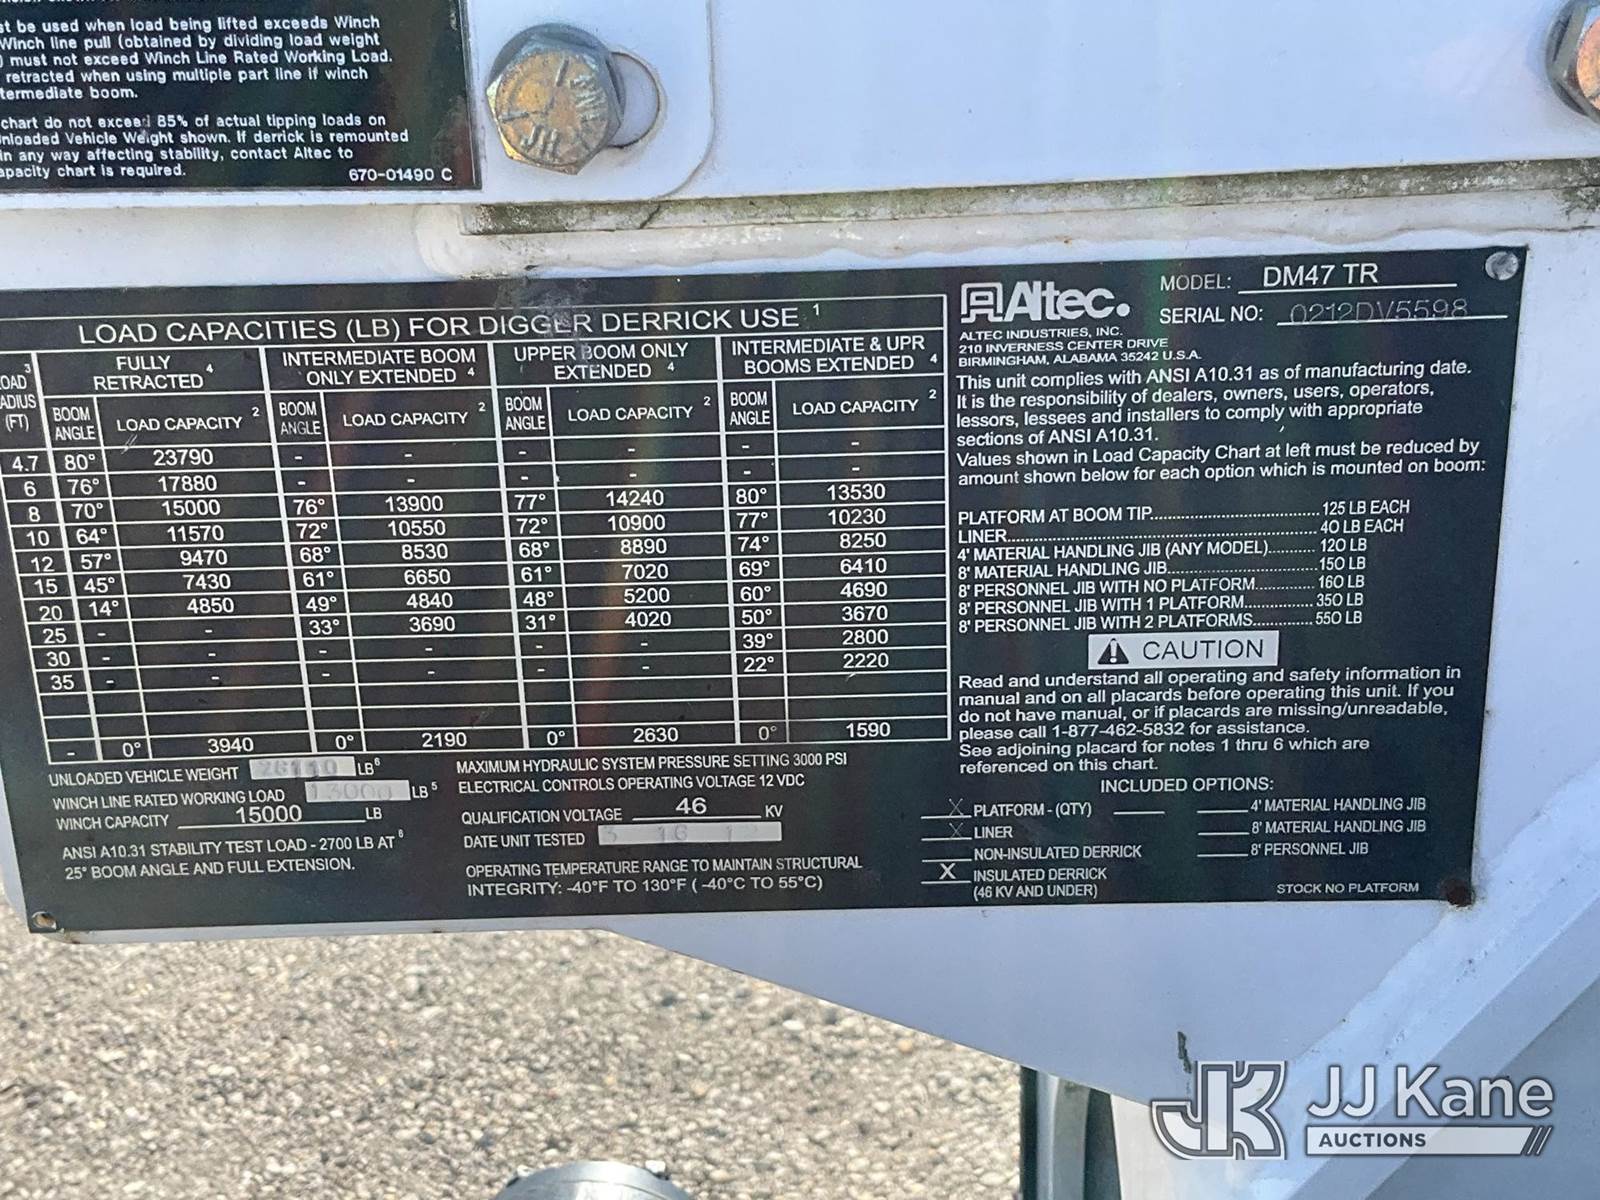 st be used when load being lifted exceeds Winch
Winch line pull (obtained by dividing load weight
) must not exceed Winch Line Rated Working Load.
retracted when using multiple part line if winch
termediate boom.
chart do not exceed 85% of actual tipping loads on
nloaded Vehicle Weight shown. If derrick is remounted
in any way affecting stability, contact Altec to
apacity chart is required.
670-01490 C
JH
LOAD CAPACITIES (LB) FOR DIGGER DERRICK USE 1
OAD 3 ADIUS (FT) FULLY RETRACTED 4 INTERMEDIATE BOOM ONLY EXTENDED 4 UPPER BOOM ONLY EXTENDED 4 INTERMEDIATE & UPR BOOMS EXTENDED 4
BOOM ANGLE LOAD CAPACITY 2 BOOM ANGLE LOAD CAPACITY 2 BOOM ANGLE LOAD CAPACITY 2 BOOM ANGLE LOAD CAPACITY 2
4.7 80° 23790 - - - - - -
6 76° 17880 - - - - - -
8 70° 15000 76° 13900 77° 14240 80° 13530
10 64° 11570 72° 10550 72° 10900 77° 10230
12 57° 9470 68° 8530 68° 8890 74° 8250
15 45° 7430 61° 6650 61° 7020 69° 6410
20 14° 4850 49° 4840 48° 5200 60° 4690
25 - - 33° 3690 31° 4020 50° 3670
30 - - - - - - 39° 2800
35 - - - - - - 22° 2220
- 0° 3940 0° 2190 0° 2630 0° 1590
UNLOADED VEHICLE WEIGHT 26110 LB 6
WINCH LINE RATED WORKING LOAD 13000 LB 5
WINCH CAPACITY 15000 LB
ANSI A10.31 STABILITY TEST LOAD - 2700 LB AT 6
25° BOOM ANGLE AND FULL EXTENSION.
MAXIMUM HYDRAULIC SYSTEM PRESSURE SETTING 3000 PSI
ELECTRICAL CONTROLS OPERATING VOLTAGE 12 VDC
QUALIFICATION VOLTAGE 46 KV
DATE UNIT TESTED 3 16 12
OPERATING TEMPERATURE RANGE TO MAINTAIN STRUCTURAL
INTEGRITY: -40°F TO 130°F ( -40°C TO 55°C)
Altec.
ALTEC INDUSTRIES, INC.
210 INVERNESS CENTER DRIVE
BIRMINGHAM, ALABAMA 35242 U.S.A.
MODEL: DM47 TR
SERIAL NO: 0212DV5598
This unit complies with ANSI A10.31 as of manufacturing date.
It is the responsibility of dealers, owners, users, operators,
lessors, lessees and installers to comply with appropriate
sections of ANSI A10.31.
Values shown in Load Capacity Chart at left must be reduced by
amount shown below for each option which is mounted on boom:
PLATFORM AT BOOM TIP.......... 125 LB EACH
LINER.......... 40 LB EACH
4' MATERIAL HANDLING JIB (ANY MODEL).......... 120 LB
8' MATERIAL HANDLING JIB.......... 150 LB
8' PERSONNEL JIB WITH NO PLATFORM.......... 160 LB
8' PERSONNEL JIB WITH 1 PLATFORM.......... 350 LB
8' PERSONNEL JIB WITH 2 PLATFORMS.......... 550 LB
CAUTION
Read and understand all operating and safety information in
manual and on all placards before operating this unit. If you
do not have manual, or if placards are missing/unreadable,
please call 1-877-462-5832 for assistance.
See adjoining placard for notes 1 thru 6 which are
referenced on this chart.
INCLUDED OPTIONS:
X PLATFORM - (QTY) ____ ____ 4' MATERIAL HANDLING JIB
X LINER ____ 8' MATERIAL HANDLING JIB
____ NON-INSULATED DERRICK ____ 8' PERSONNEL JIB
X INSULATED DERRICK
(46 KV AND UNDER)
STOCK NO PLATFORM
JK JJ Kane
AUCTIONS